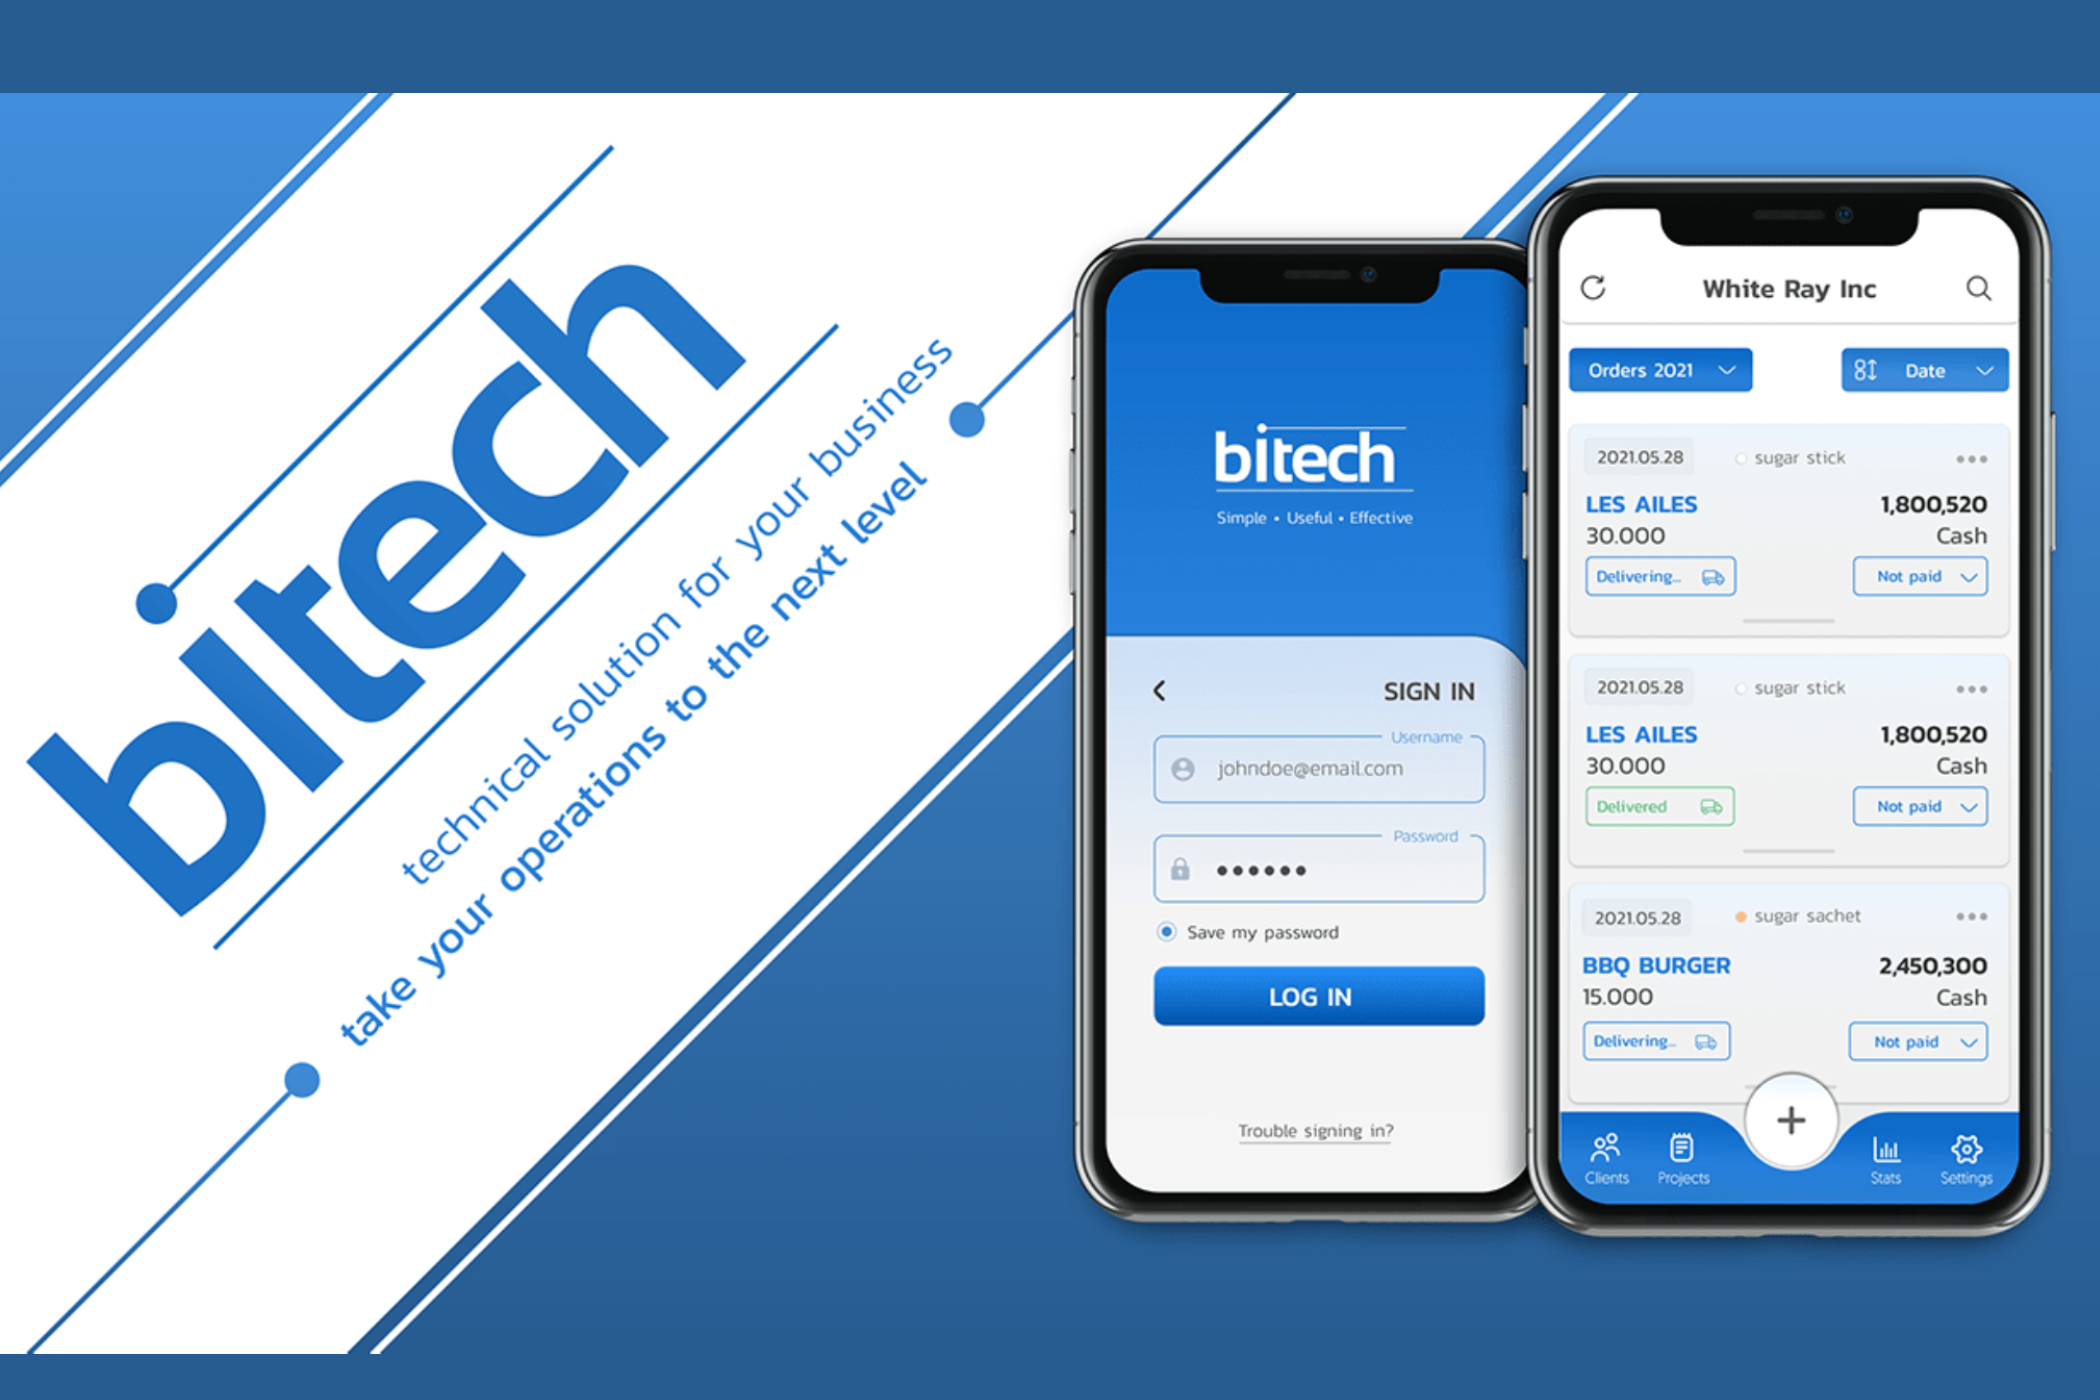 bitech
technical solution for your business
take your operations to the next level
bitech
Simple • Useful • Effective
SIGN IN
Username
johndoe@email.com
Password
••••••
Save my password
LOG IN
Trouble signing in?
White Ray Inc
Orders 2021
Date
2021.05.28 sugar stick
LES AILES 1,800,520
30.000 Cash
Delivering... Not paid
2021.05.28 sugar stick
LES AILES 1,800,520
30.000 Cash
Delivered Not paid
2021.05.28 sugar sachet
BBQ BURGER 2,450,300
15.000 Cash
Delivering... Not paid
+
Clients Projects Stats Settings